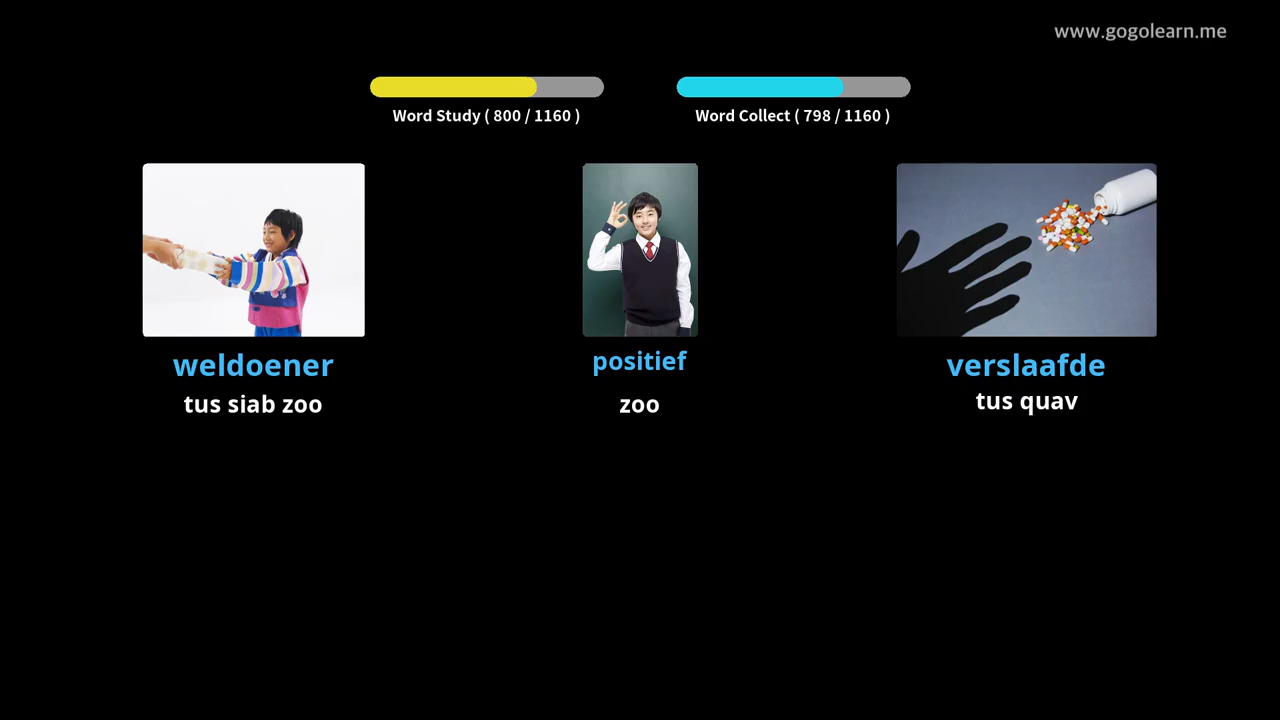 www.gogolearn.me
Word Study ( 800 / 1160 )
Word Collect ( 798 / 1160 )
weldoener
positief
verslaafde
tus siab zoo
zoo
tus quav